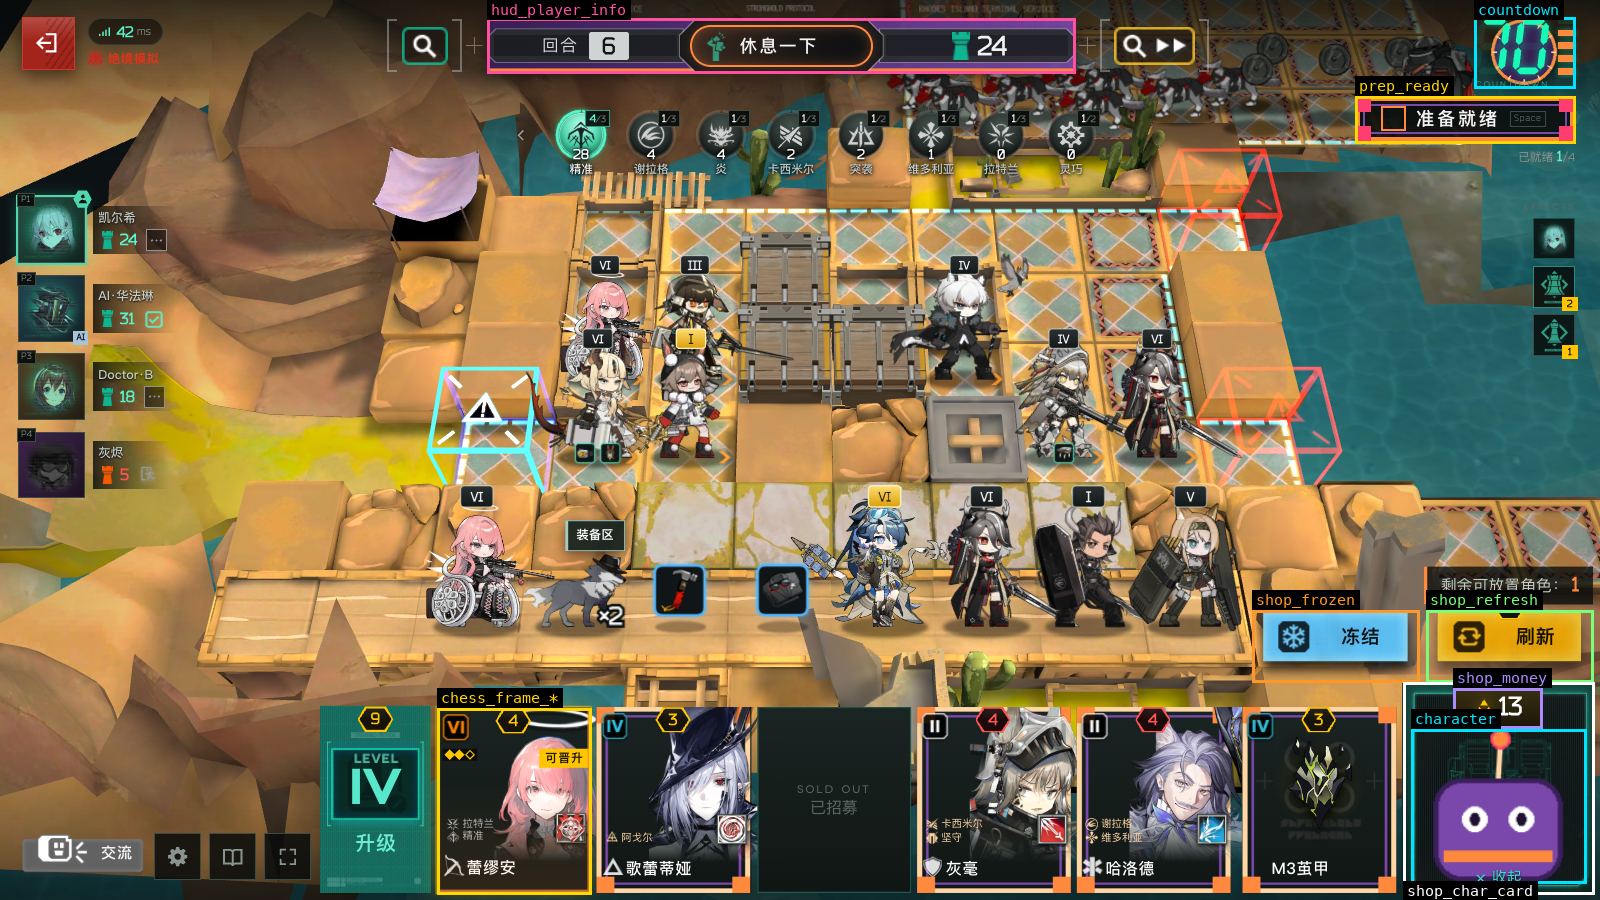 hud_player_info
countdown
42 ms
绝境模拟
回合 6
休息一下
24
COUNTDOWN
prep_ready
准备就绪 Space
已就绪 1/4
4/3
28
精准
1/3
4
谢拉格
1/3
4
炎
1/3
2
卡西米尔
1/2
2
突袭
1/3
1
维多利亚
1/3
0
拉特兰
1/2
0
灵巧
P1
凯尔希
24
P2
AI·华法琳
31
AI
P3
Doctor·B
18
P4
灰烬
5
2
1
VI
III
IV
VI
I
IV
VI
VI
装备区
×2
VI
VI
I
V
剩余可放置角色： 1
shop_frozen
shop_refresh
冻结
刷新
shop_money
13
character
收起
shop_char_card
chess_frame_*
9
LEVEL
IV
升级
VI
4
可晋升
拉特兰
精准
蕾缪安
IV
3
阿戈尔
歌蕾蒂娅
SOLD OUT
已招募
II
4
卡西米尔
坚守
灰毫
II
4
谢拉格
维多利亚
哈洛德
IV
3
M3茧甲
交流